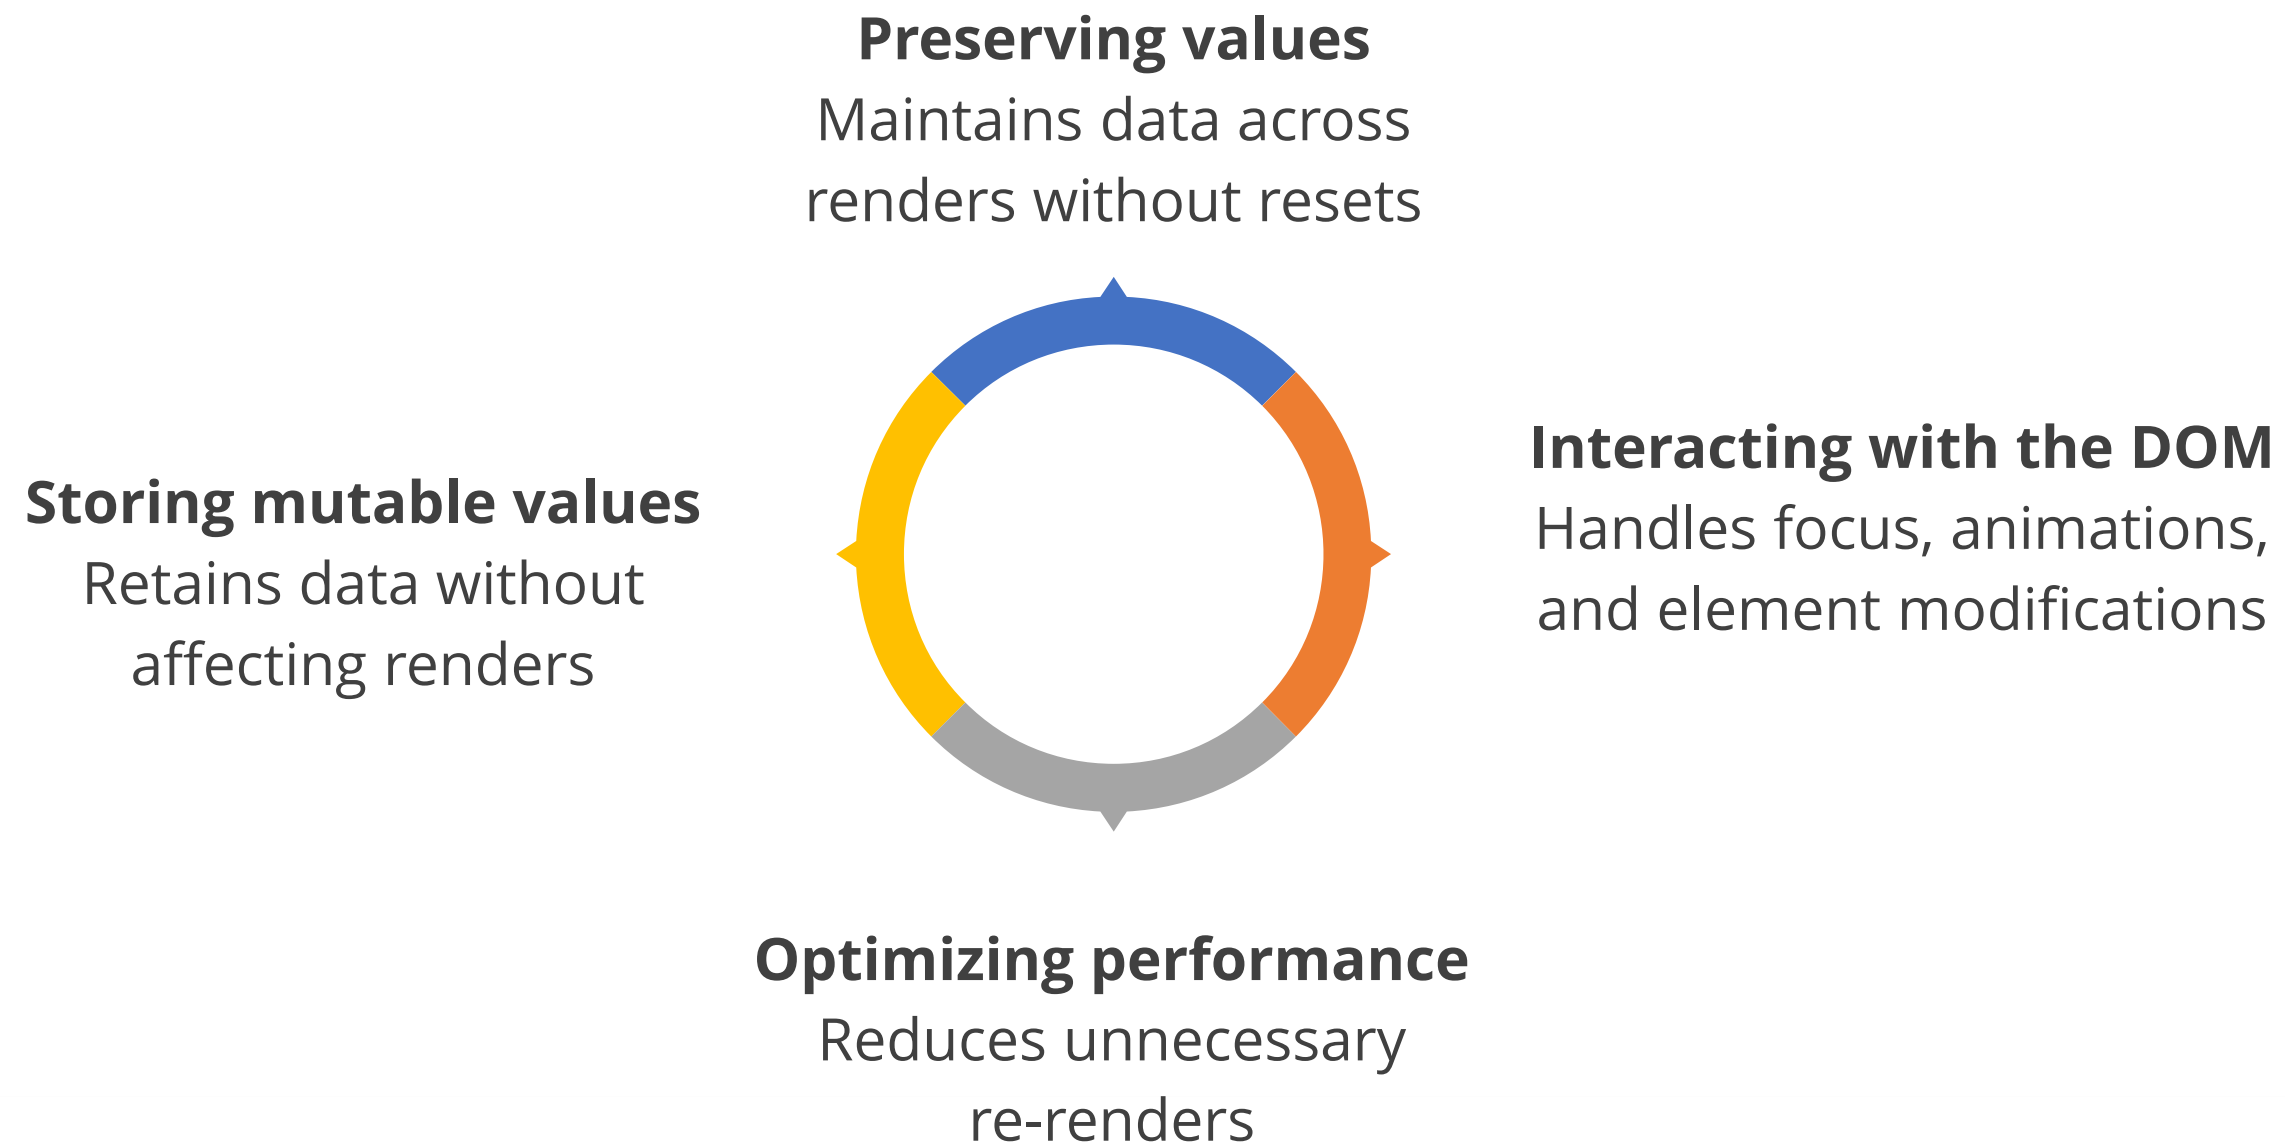 Preserving values
Maintains data across
renders without resets
Interacting with the DOM
Handles focus, animations,
and element modifications
Storing mutable values
Retains data without
affecting renders
Optimizing performance
Reduces unnecessary
re-renders